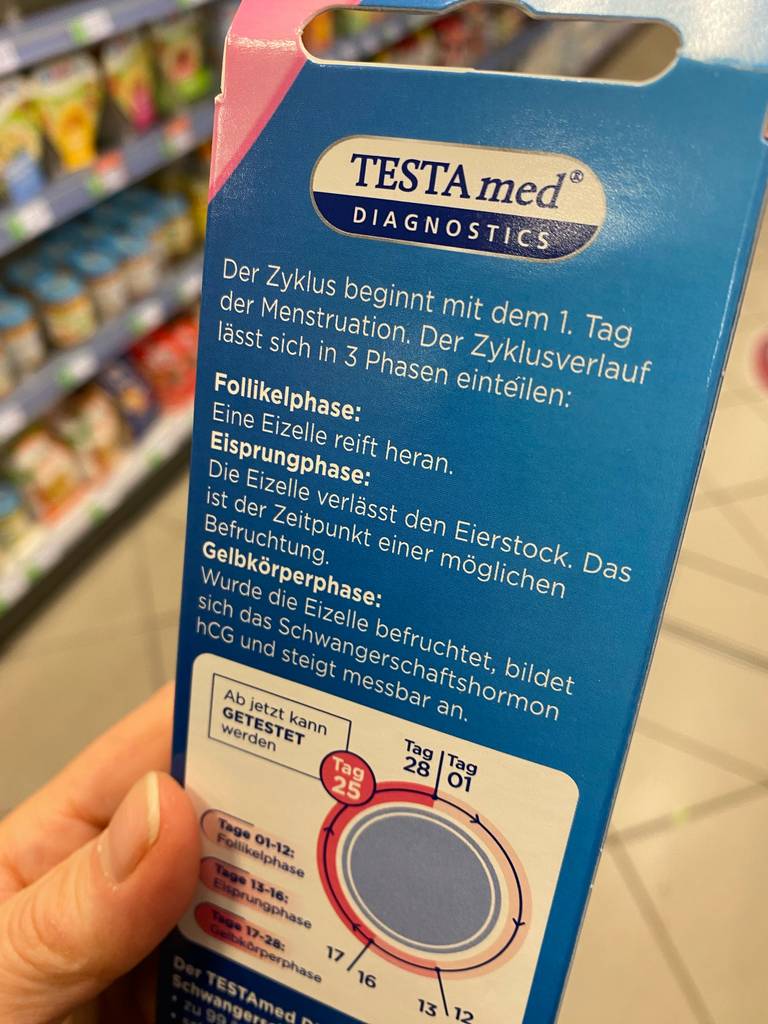 TESTAmed®
DIAGNOSTICS
Der Zyklus beginnt mit dem 1. Tag
der Menstruation. Der Zyklusverlauf
lässt sich in 3 Phasen einteilen:
Follikelphase:
Eine Eizelle reift heran.
Eisprungphase:
Die Eizelle verlässt den Eierstock. Das
ist der Zeitpunkt einer möglichen
Befruchtung.
Gelbkörperphase:
Wurde die Eizelle befruchtet, bildet
sich das Schwangerschaftshormon
hCG und steigt messbar an.
Ab jetzt kann
GETESTET
werden
Tag
25
Tag
28
Tag
01
Tage 01-12:
Follikelphase
Tage 13-16:
Eisprungphase
Tage 17-28:
Gelbkörperphase
17
16
13
12
Der TESTAmed
• zu 99